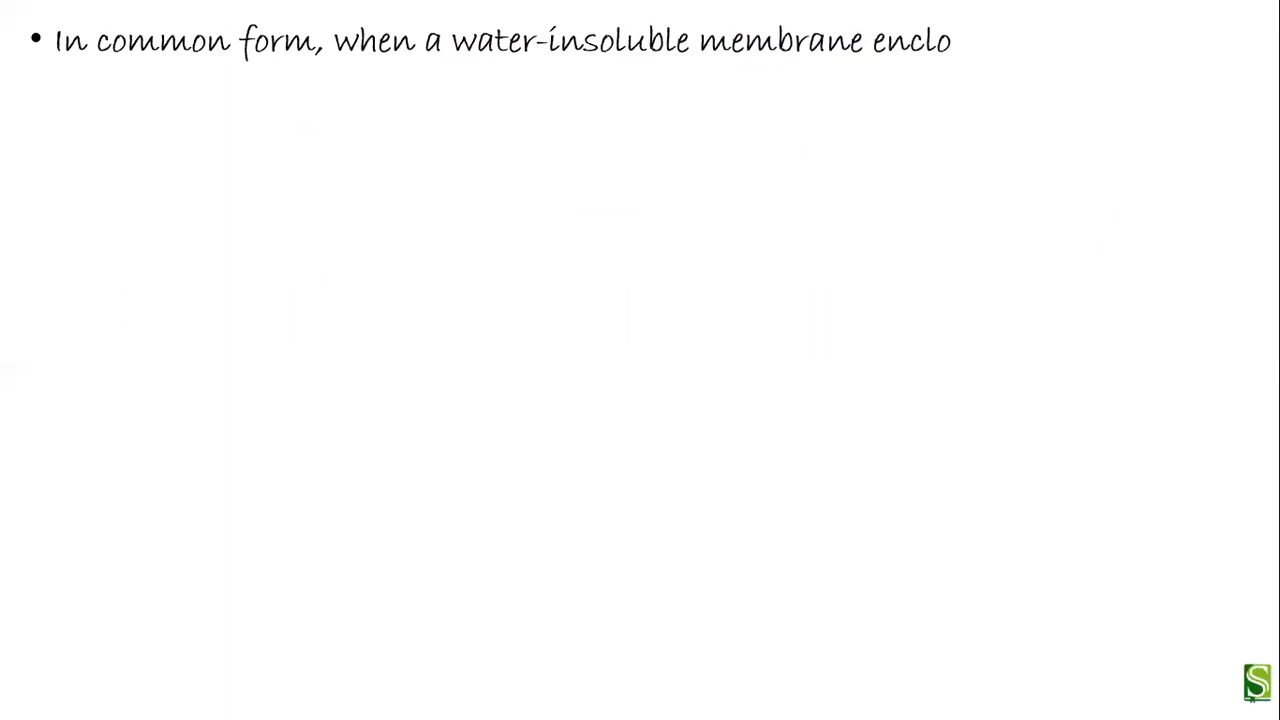 • In common form, when a water-insoluble membrane enclo